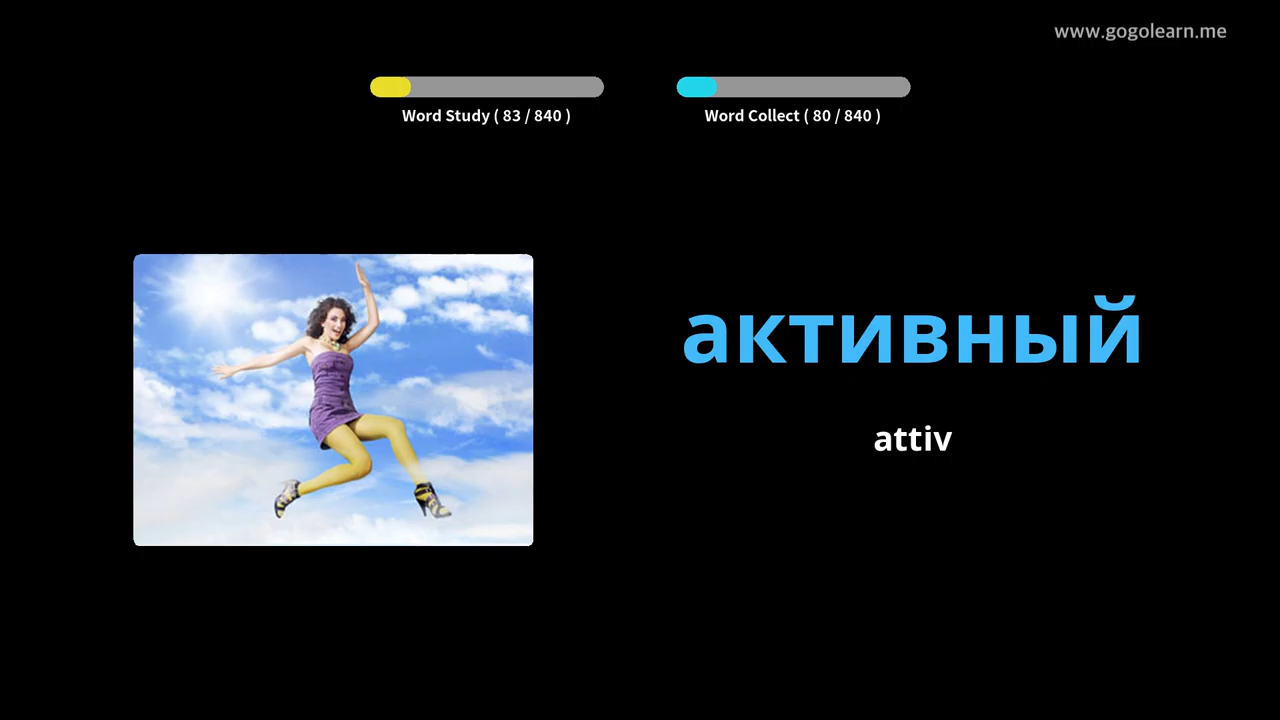 www.gogolearn.me
Word Study ( 83 / 840 )
Word Collect ( 80 / 840 )
активный
attiv